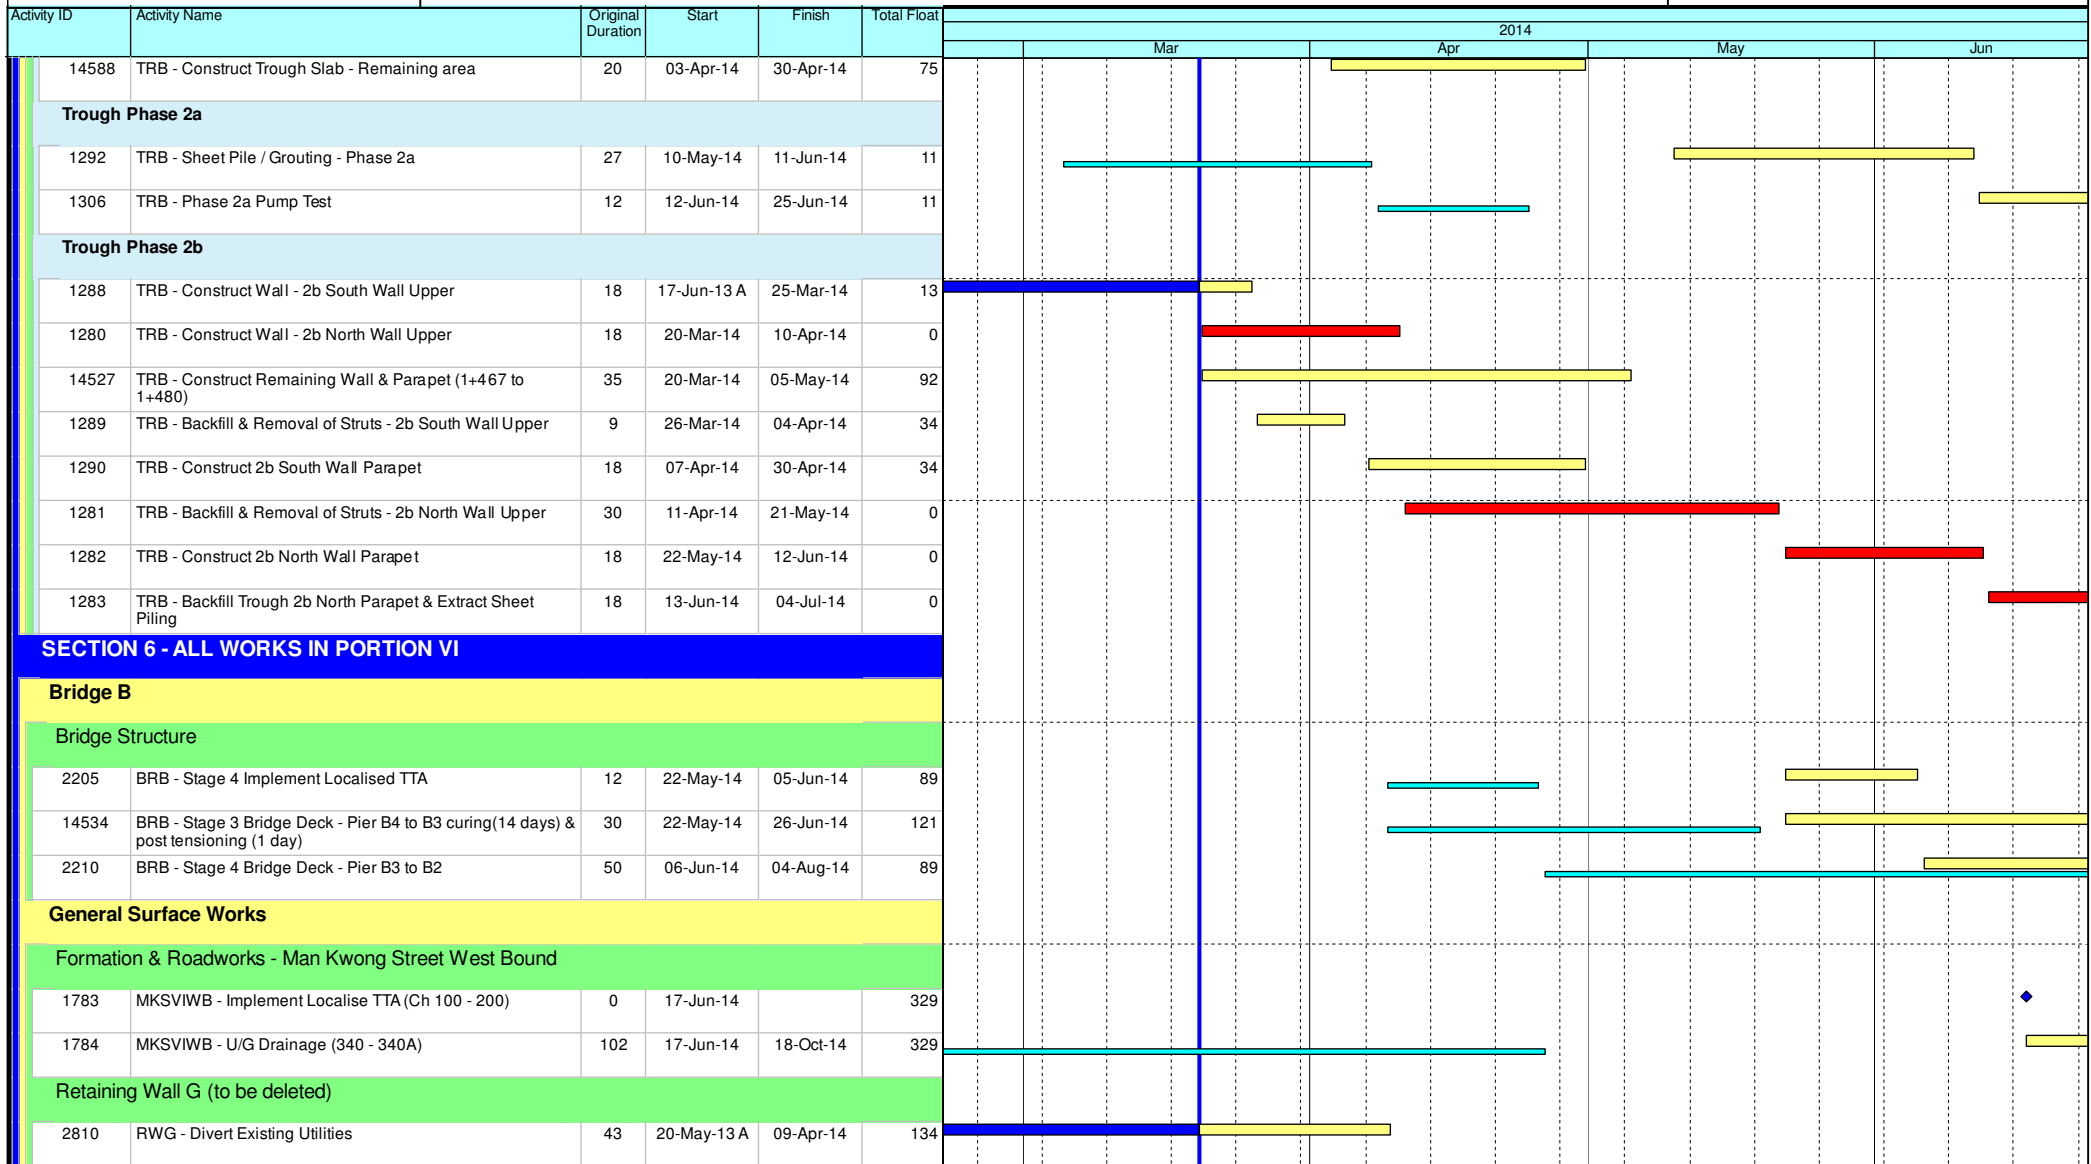 Activity ID Activity Name Original Duration Start Finish Total Float
2014
Mar Apr May Jun
14588 TRB - Construct Trough Slab - Remaining area 20 03-Apr-14 30-Apr-14 75
Trough Phase 2a
1292 TRB - Sheet Pile / Grouting - Phase 2a 27 10-May-14 11-Jun-14 11
1306 TRB - Phase 2a Pump Test 12 12-Jun-14 25-Jun-14 11
Trough Phase 2b
1288 TRB - Construct Wall - 2b South Wall Upper 18 17-Jun-13 A 25-Mar-14 13
1280 TRB - Construct Wall - 2b North Wall Upper 18 20-Mar-14 10-Apr-14 0
14527 TRB - Construct Remaining Wall & Parapet (1+467 to 35 20-Mar-14 05-May-14 92
1+480)
1289 TRB - Backfill & Removal of Struts - 2b South Wall Upper 9 26-Mar-14 04-Apr-14 34
1290 TRB - Construct 2b South Wall Parapet 18 07-Apr-14 30-Apr-14 34
1281 TRB - Backfill & Removal of Struts - 2b North Wall Upper 30 11-Apr-14 21-May-14 0
1282 TRB - Construct 2b North Wall Parapet 18 22-May-14 12-Jun-14 0
1283 TRB - Backfill Trough 2b North Parapet & Extract Sheet 18 13-Jun-14 04-Jul-14 0
Piling
SECTION 6 - ALL WORKS IN PORTION VI
Bridge B
Bridge Structure
2205 BRB - Stage 4 Implement Localised TTA 12 22-May-14 05-Jun-14 89
14534 BRB - Stage 3 Bridge Deck - Pier B4 to B3 curing(14 days) & 30 22-May-14 26-Jun-14 121
post tensioning (1 day)
2210 BRB - Stage 4 Bridge Deck - Pier B3 to B2 50 06-Jun-14 04-Aug-14 89
General Surface Works
Formation & Roadworks - Man Kwong Street West Bound
1783 MKSVIWB - Implement Localise TTA (Ch 100 - 200) 0 17-Jun-14 329
1784 MKSVIWB - U/G Drainage (340 - 340A) 102 17-Jun-14 18-Oct-14 329
Retaining Wall G (to be deleted)
2810 RWG - Divert Existing Utilities 43 20-May-13 A 09-Apr-14 134